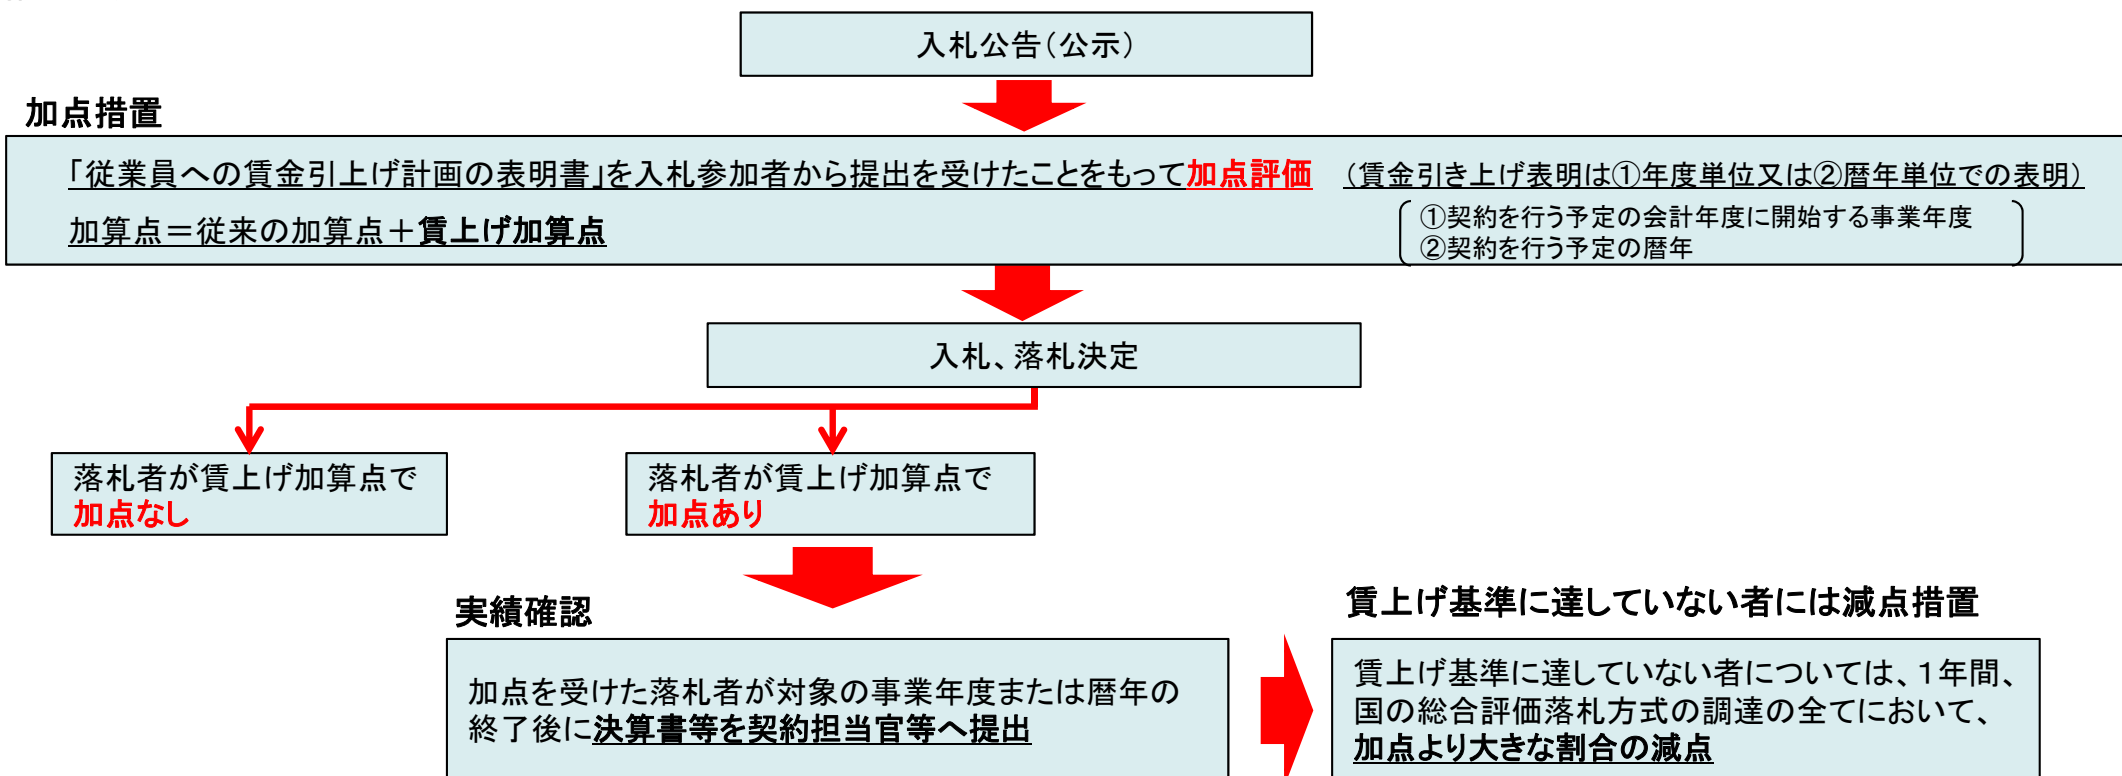 入札公告（公示）
加点措置
「従業員への賃金引上げ計画の表明書」を入札参加者から提出を受けたことをもって加点評価 （賃金引き上げ表明は①年度単位又は②暦年単位での表明）
加算点＝従来の加算点＋賃上げ加算点
①契約を行う予定の会計年度に開始する事業年度
②契約を行う予定の暦年
入札、落札決定
落札者が賃上げ加算点で
加点なし
落札者が賃上げ加算点で
加点あり
実績確認
加点を受けた落札者が対象の事業年度または暦年の
終了後に決算書等を契約担当官等へ提出
賃上げ基準に達していない者には減点措置
賃上げ基準に達していない者については、１年間、
国の総合評価落札方式の調達の全てにおいて、
加点より大きな割合の減点